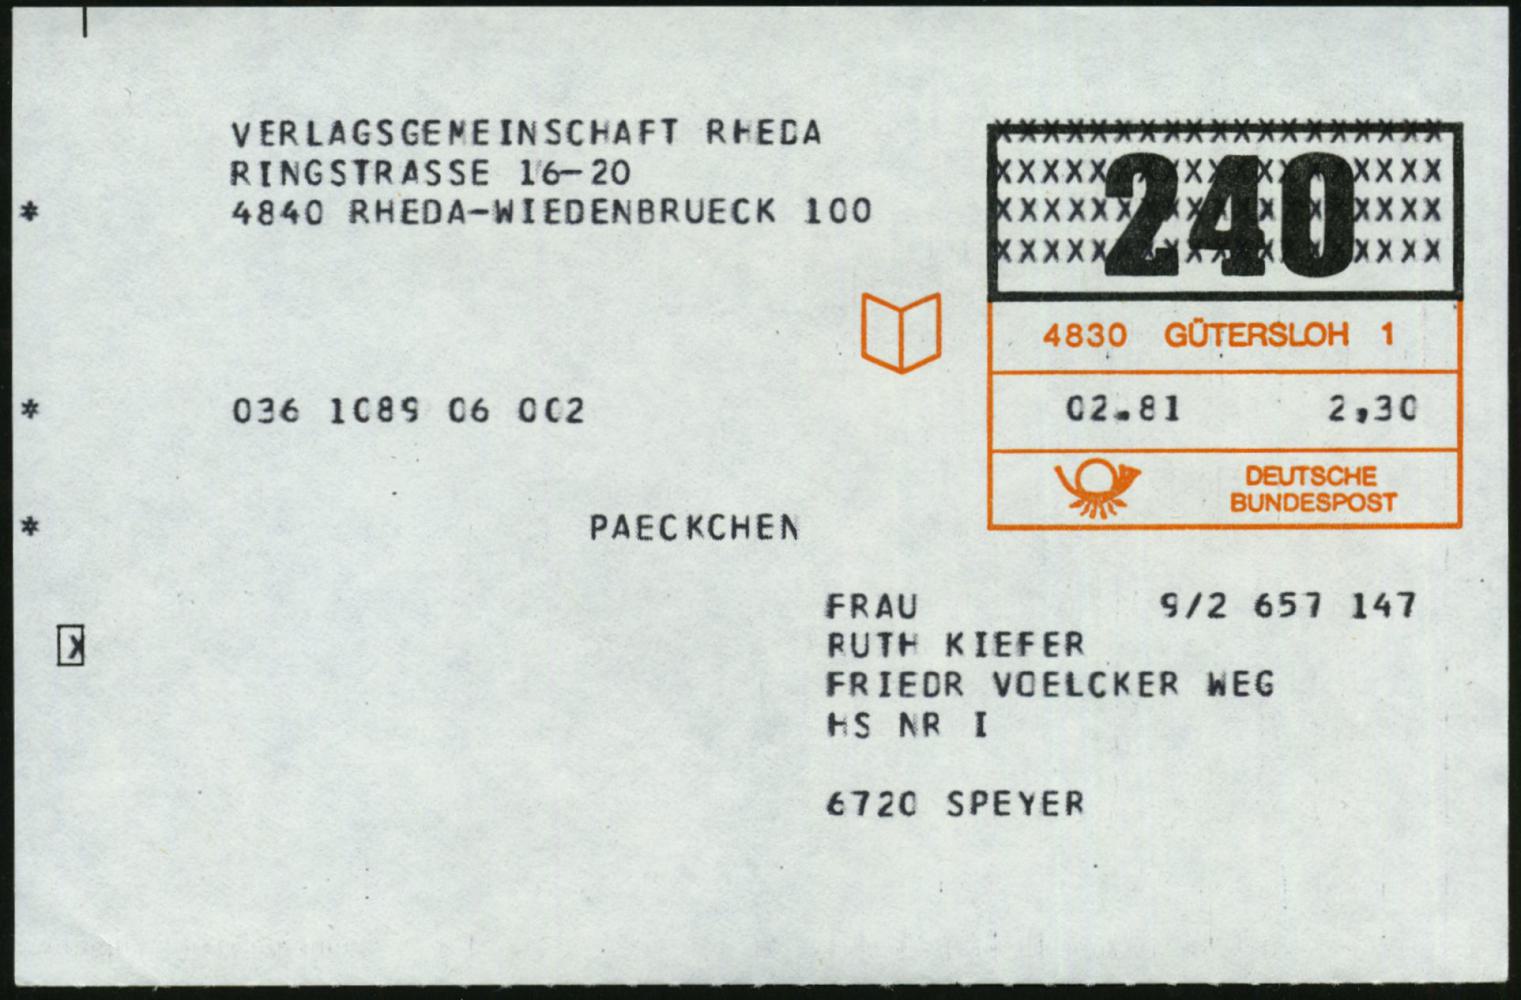 VERLAGSGEMEINSCHAFT RHEDA
RINGSTRASSE 16-20
* 4840 RHEDA-WIEDENBRUECK 100
XXXXXXXXXXXXXXXXXXX
240
4830 GÜTERSLOH 1
* 036 1089 06 002
02.81 2,30
DEUTSCHE
BUNDESPOST
* PAECKCHEN
FRAU 9/2 657 147
X RUTH KIEFER
FRIEDR VOELCKER WEG
HS NR I
6720 SPEYER